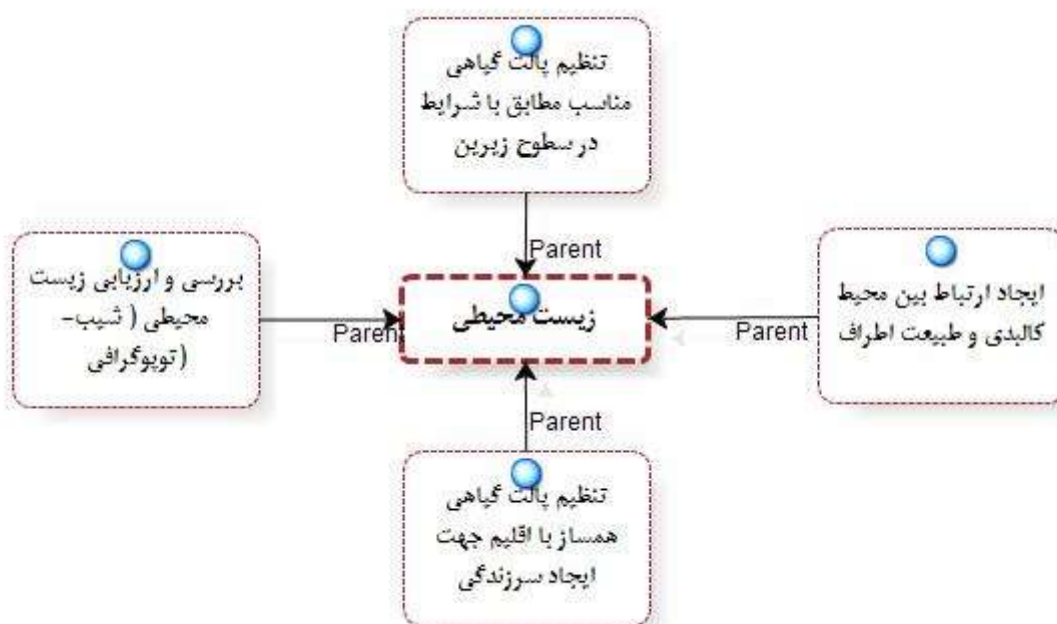 تنظیم پالت گیاهی
مناسب مطابق با شرایط
در سطوح زیرین
Parent
ایجاد ارتباط بین محیط
کالبدی و طبیعت اطراف
Parent
زیست محیطی
Parent
بررسی و ارزیابی زیست
محیطی ( شیب-
توپوگرافی)
Parent
تنظیم پالت گیاهی
همساز با اقلیم جهت
ایجاد سرزندگی